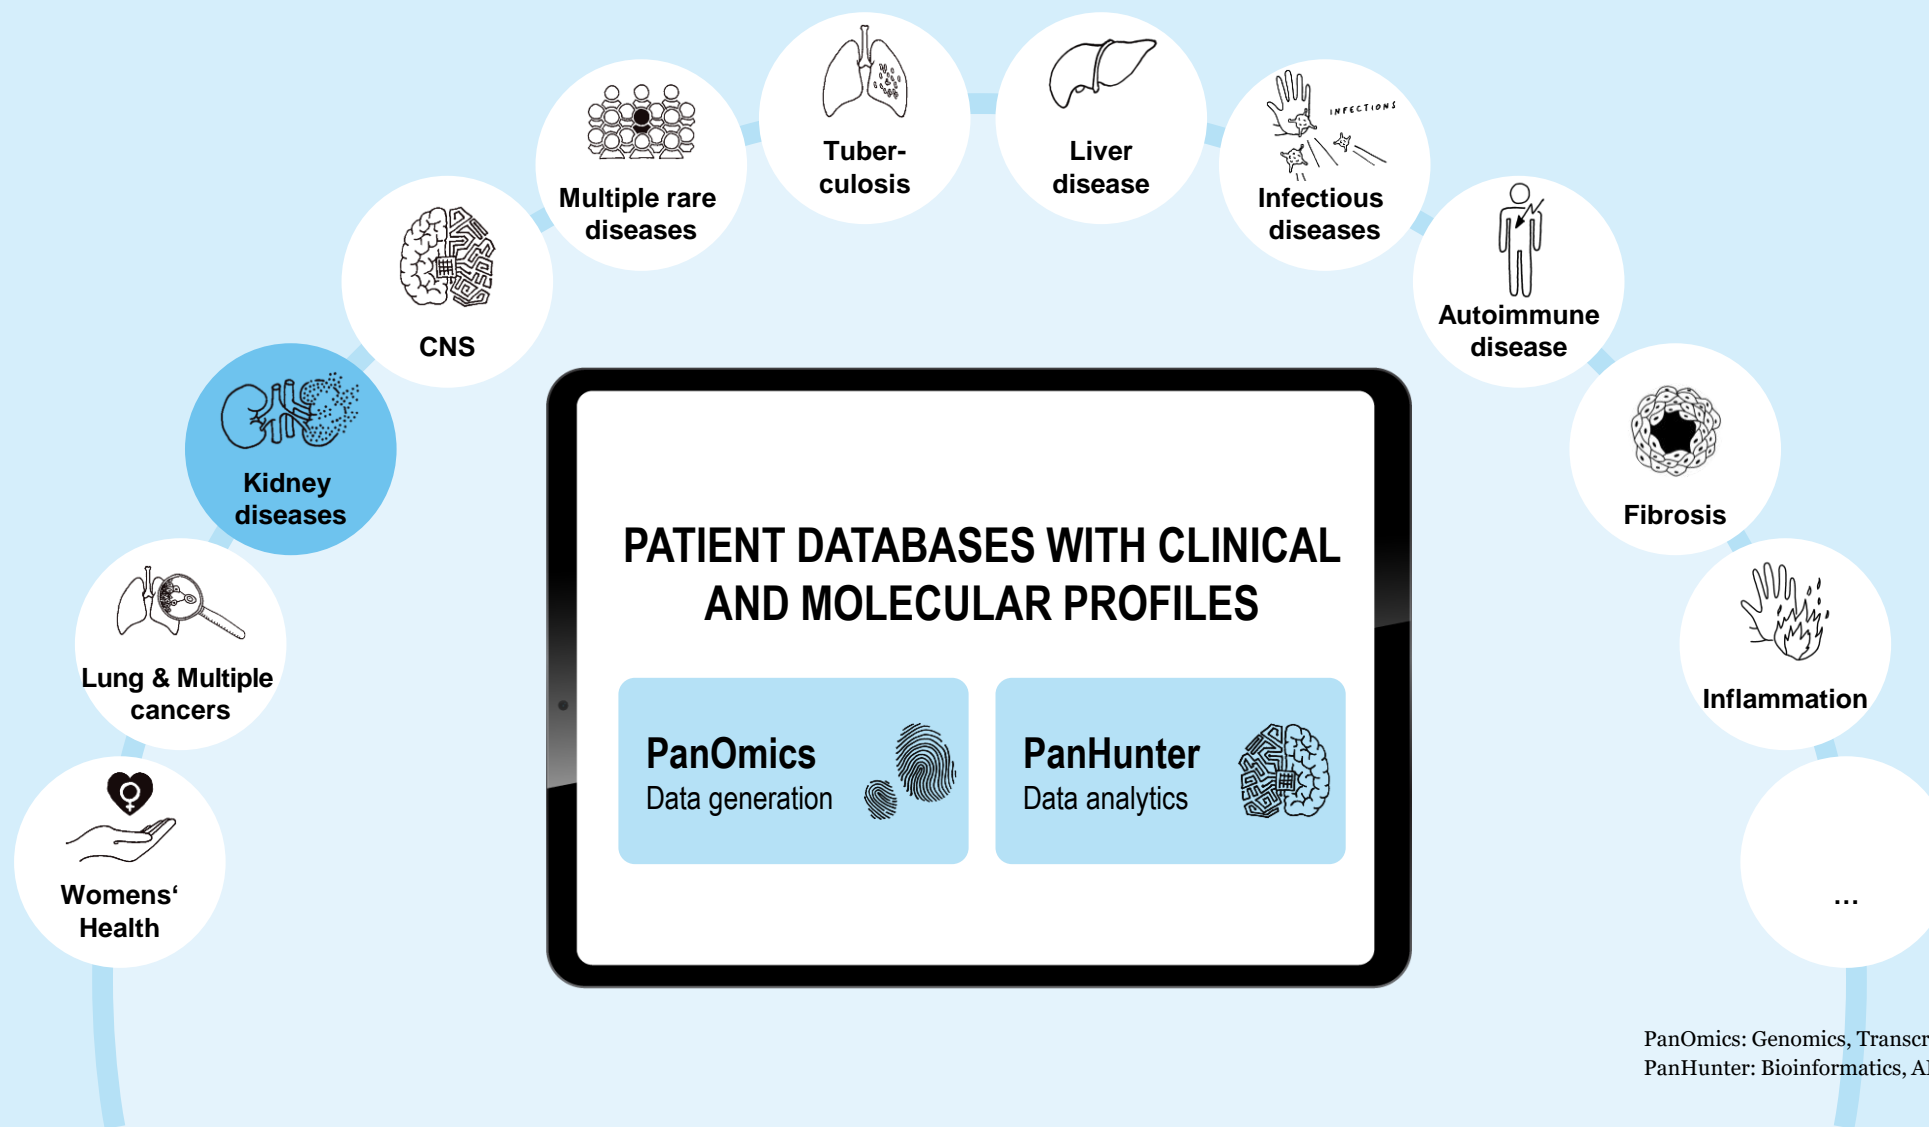 INFECTIONS
Tuber-
culosis
Liver
disease
Multiple rare
diseases
Infectious
diseases
CNS
Autoimmune
disease
Kidney
diseases
Fibrosis
Lung & Multiple
cancers
Inflammation
Womens‘
Health
...
PATIENT DATABASES WITH CLINICAL
AND MOLECULAR PROFILES
PanOmics
Data generation
PanHunter
Data analytics
PanOmics: Genomics, Transcr
PanHunter: Bioinformatics,